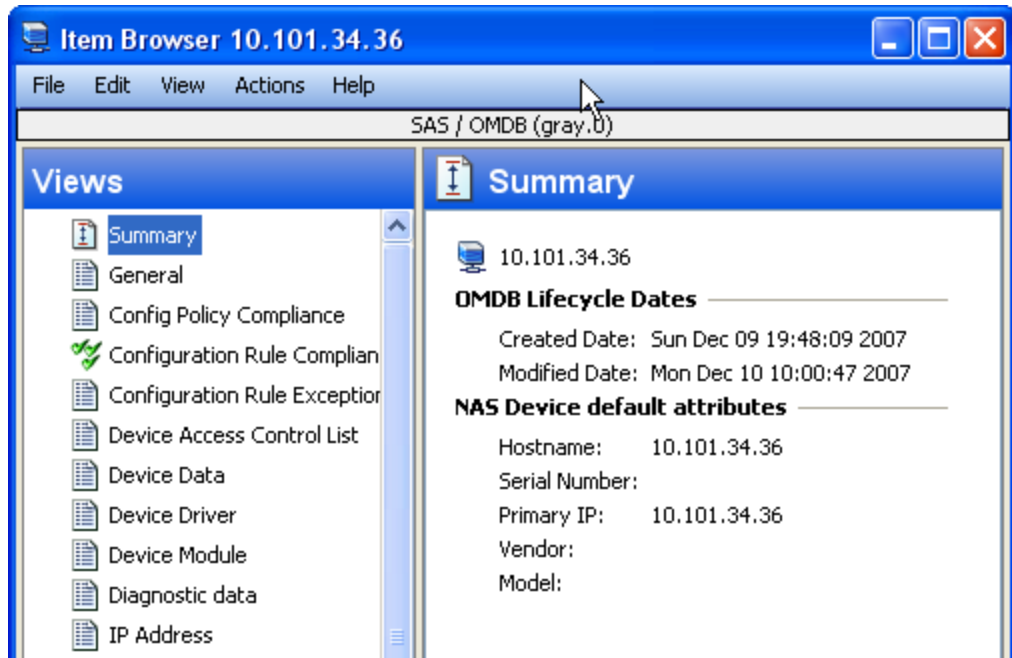 Item Browser 10.101.34.36
File Edit View Actions Help
SAS / OMDB (gray.0)
Views
Summary
General
Config Policy Compliance
Configuration Rule Complian
Configuration Rule Exception
Device Access Control List
Device Data
Device Driver
Device Module
Diagnostic data
IP Address
Summary
10.101.34.36
OMDB Lifecycle Dates
Created Date: Sun Dec 09 19:48:09 2007
Modified Date: Mon Dec 10 10:00:47 2007
NAS Device default attributes
Hostname: 10.101.34.36
Serial Number:
Primary IP: 10.101.34.36
Vendor:
Model: